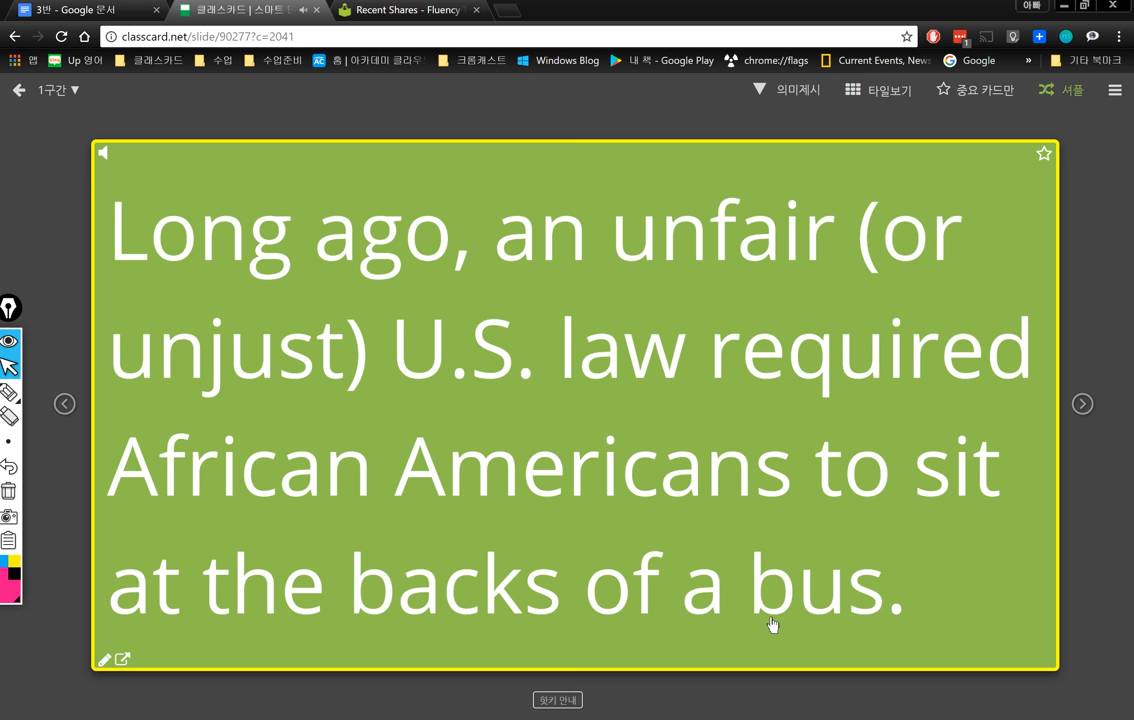 3반 - Google 문서
클래스카드 | 스마트
Recent Shares - Fluency
아빠
classcard.net/slide/90277?c=2041
1
앱
Up 영어
클래스카드
수업
수업준비
홈 | 아카데미 클라우
크롬캐스트
Windows Blog
내 책 - Google Play
chrome://flags
Current Events, News
Google
»
기타 북마크
1구간 ▼
의미제시
타일보기
중요 카드만
셔플
Long ago, an unfair (or
unjust) U.S. law required
African Americans to sit
at the backs of a bus.
핫키 안내